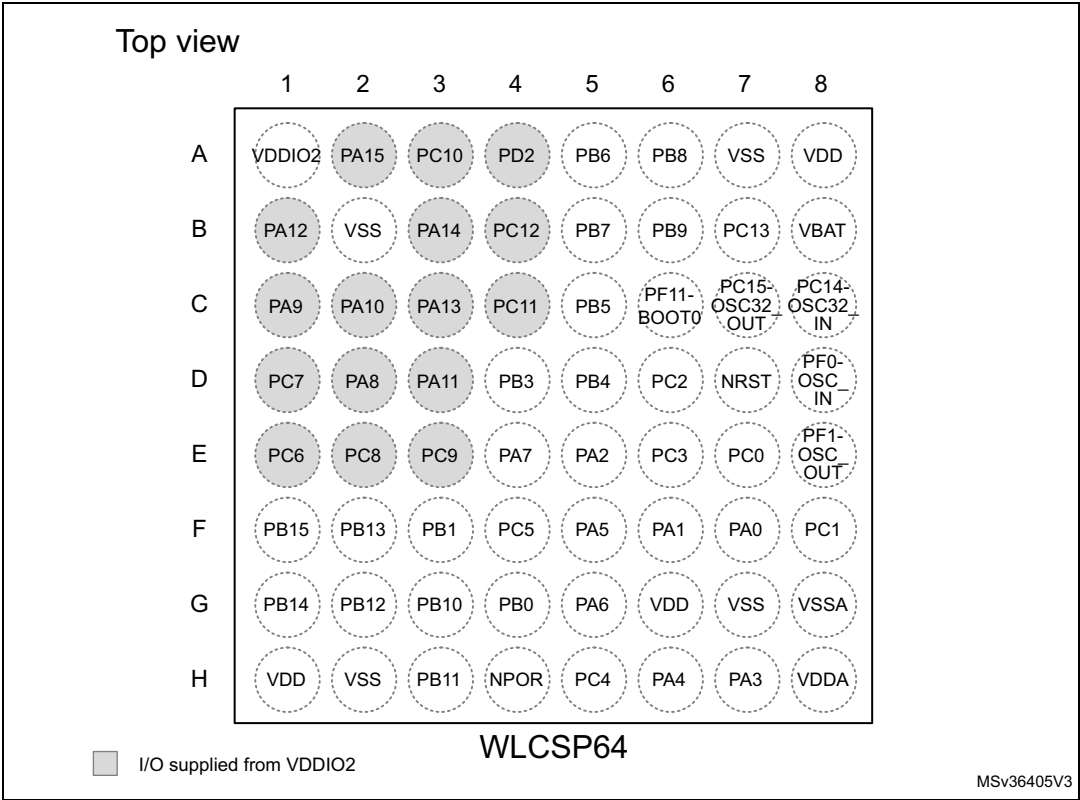 Top view
1 2 3 4 5 6 7 8
A VDDIO2 PA15 PC10 PD2 PB6 PB8 VSS VDD
B PA12 VSS PA14 PC12 PB7 PB9 PC13 VBAT
C PA9 PA10 PA13 PC11 PB5 PF11-BOOT0 PC15-OSC32_OUT PC14-OSC32_IN
D PC7 PA8 PA11 PB3 PB4 PC2 NRST PF0-OSC_IN
E PC6 PC8 PC9 PA7 PA2 PC3 PC0 PF1-OSC_OUT
F PB15 PB13 PB1 PC5 PA5 PA1 PA0 PC1
G PB14 PB12 PB10 PB0 PA6 VDD VSS VSSA
H VDD VSS PB11 NPOR PC4 PA4 PA3 VDDA
WLCSP64
I/O supplied from VDDIO2
MSv36405V3